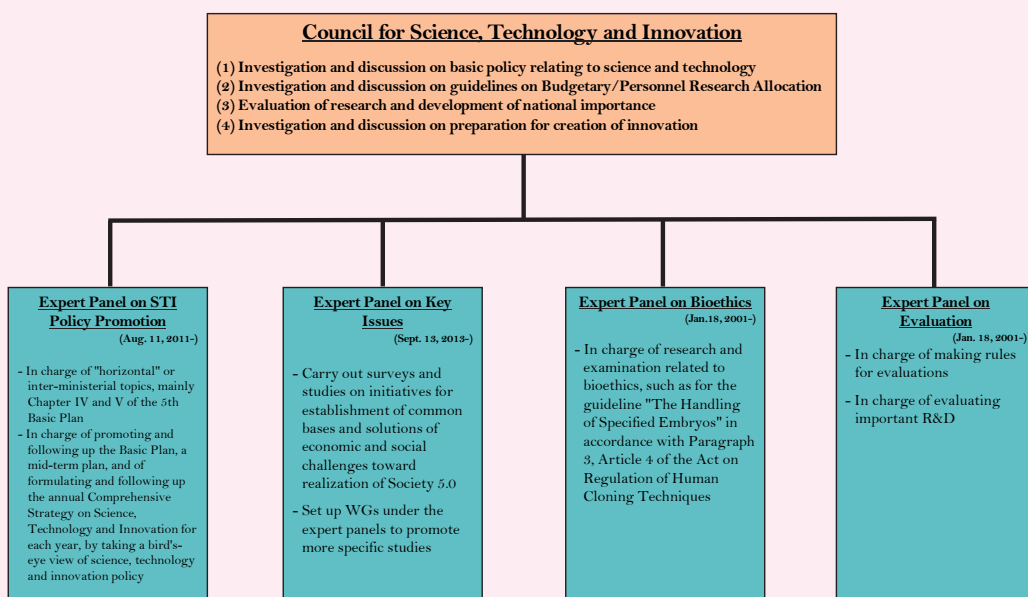 Council for Science, Technology and Innovation
(1) Investigation and discussion on basic policy relating to science and technology
(2) Investigation and discussion on guidelines on Budgetary/Personnel Research Allocation
(3) Evaluation of research and development of national importance
(4) Investigation and discussion on preparation for creation of innovation
Expert Panel on STI
Policy Promotion
(Aug. 11, 2011-)
- In charge of "horizontal" or
inter-ministerial topics, mainly
Chapter IV and V of the 5th
Basic Plan
- In charge of promoting and
following up the Basic Plan, a
mid-term plan, and of
formulating and following up
the annual Comprehensive
Strategy on Science,
Technology and Innovation for
each year, by taking a bird's-
eye view of science, technology
and innovation policy
Expert Panel on Key
Issues
(Sept. 13, 2013-)
- Carry out surveys and
studies on initiatives for
establishment of common
bases and solutions of
economic and social
challenges toward
realization of Society 5.0
- Set up WGs under the
expert panels to promote
more specific studies
Expert Panel on Bioethics
(Jan.18, 2001-)
- In charge of research and
examination related to
bioethics, such as for the
guideline "The Handling
of Specified Embryos" in
accordance with Paragraph
3, Article 4 of the Act on
Regulation of Human
Cloning Techniques
Expert Panel on
Evaluation
(Jan. 18, 2001-)
- In charge of making rules
for evaluations
- In charge of evaluating
important R&D